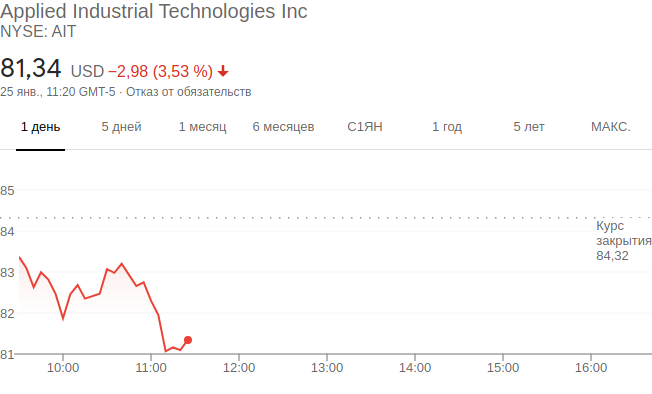 Applied Industrial Technologies Inc
NYSE: AIT
81,34 USD −2,98 (3,53 %)
25 янв., 11:20 GMT-5 · Отказ от обязательств
1 день 5 дней 1 месяц 6 месяцев С1ЯН 1 год 5 лет МАКС.
85
84
83
82
81
Курс
закрытия
84,32
10:00 11:00 12:00 13:00 14:00 15:00 16:00